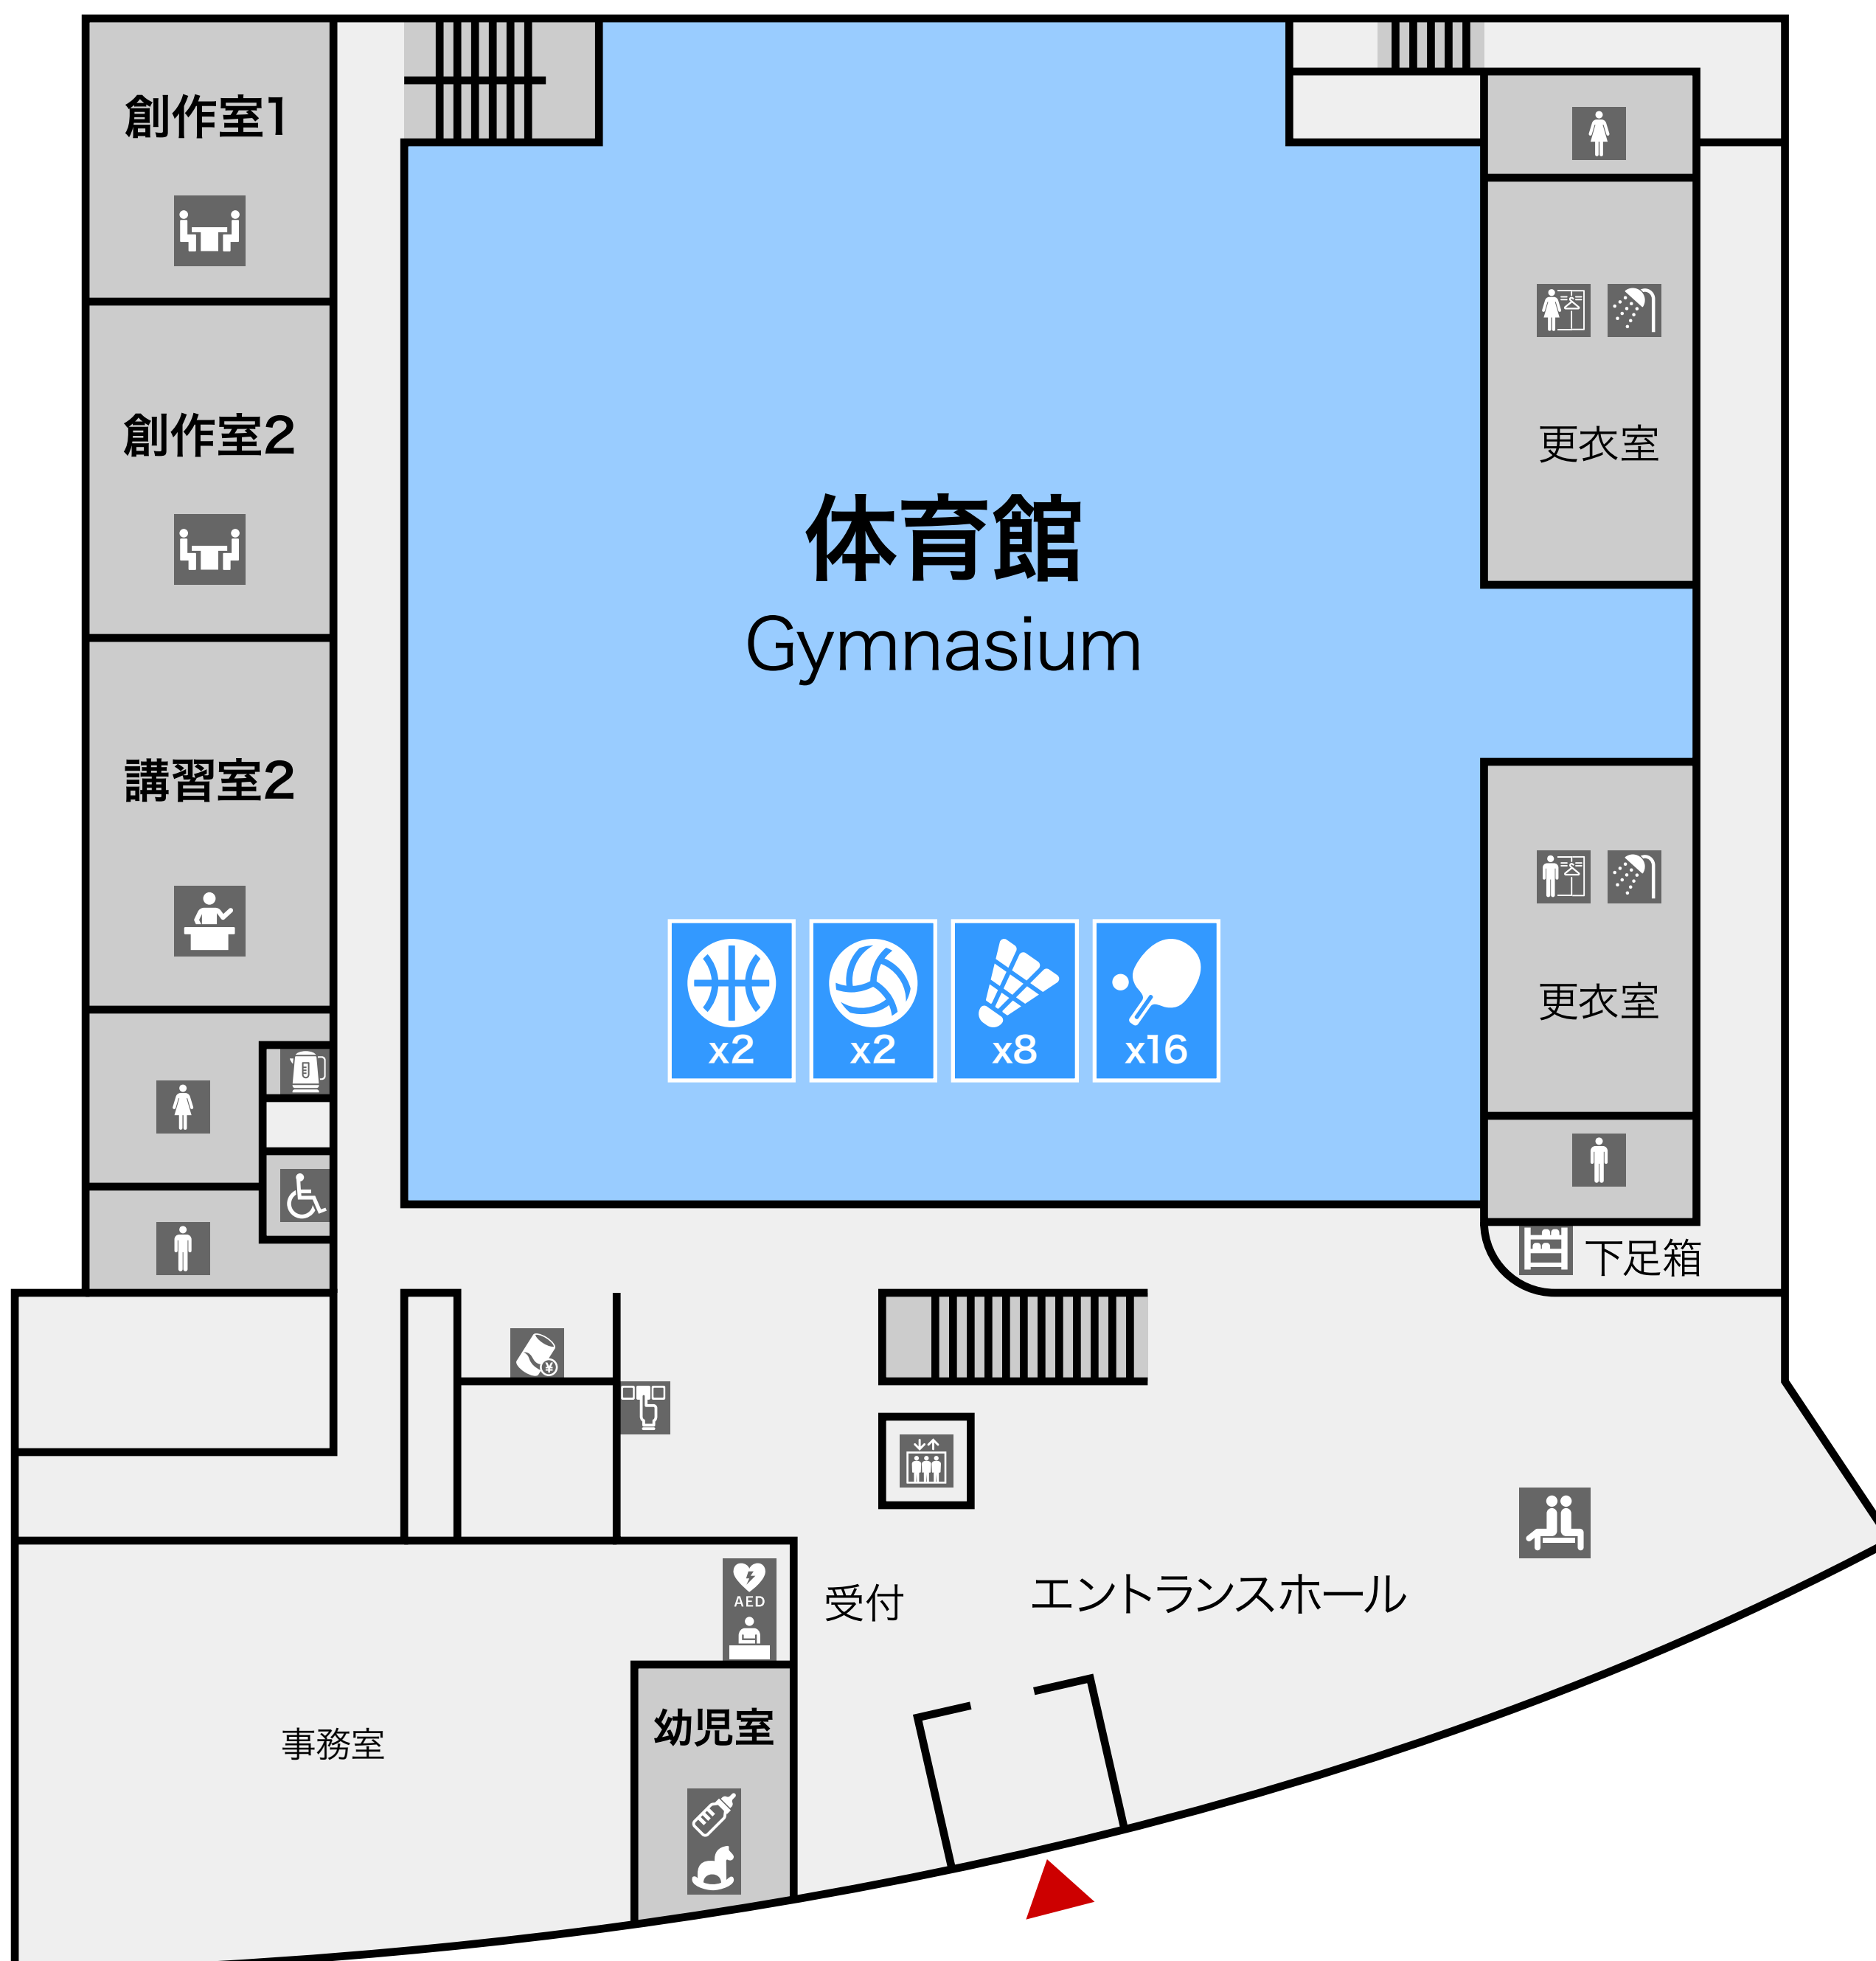 創作室1
創作室2
更衣室
体育館
Gymnasium
講習室2
x2
x2
x8
x16
更衣室
下足箱
¥
AED
受付
エントランスホール
幼児室
事務室